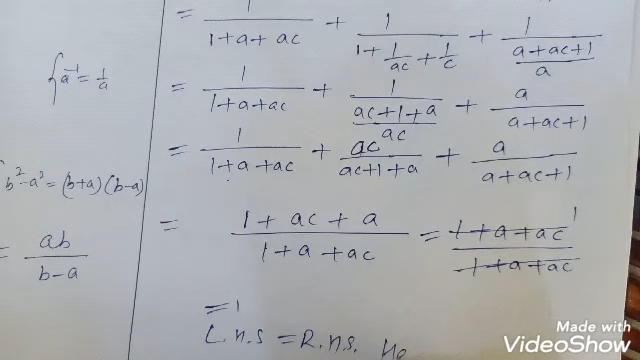 {a⁻¹ = 1/a
b² - a² = (b+a) (b-a)
= ab/(b-a)
= 1/(1+a+ac) + 1/(1 + 1/ac + 1/c) + 1/((a+ac+1)/a)
= 1/(1+a+ac) + 1/((ac+1+a)/ac) + a/(a+ac+1)
= 1/(1+a+ac) + ac/(ac+1+a) + a/(a+ac+1)
= (1+ac+a)/(1+a+ac) = (1+a+ac)/(1+a+ac) 1
= 1
L.h.s = R.h.s.
Made with
VideoShow